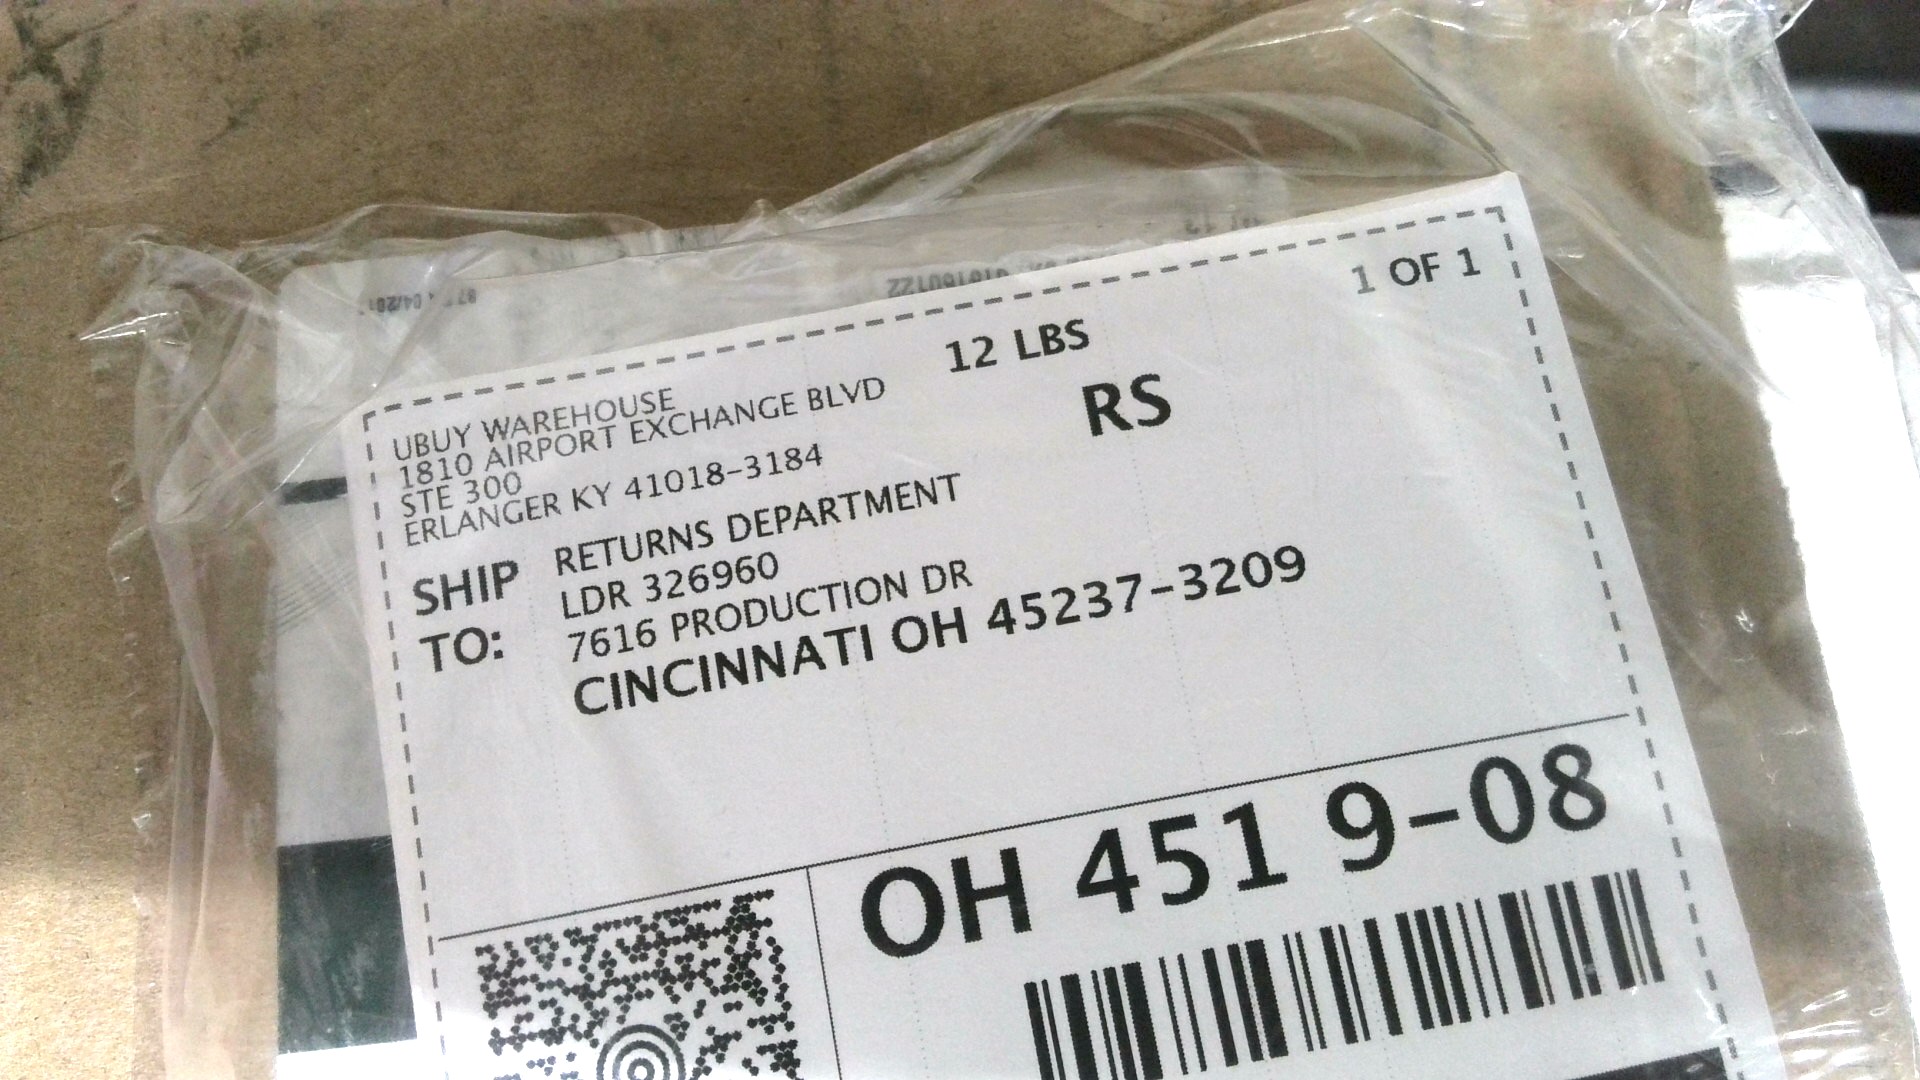 1 OF 1
12 LBS
RS
UBUY WAREHOUSE
1810 AIRPORT EXCHANGE BLVD
STE 300
ERLANGER KY 41018-3184
SHIP TO:
RETURNS DEPARTMENT
LDR 326960
7616 PRODUCTION DR
CINCINNATI OH 45237-3209
OH 451 9-08